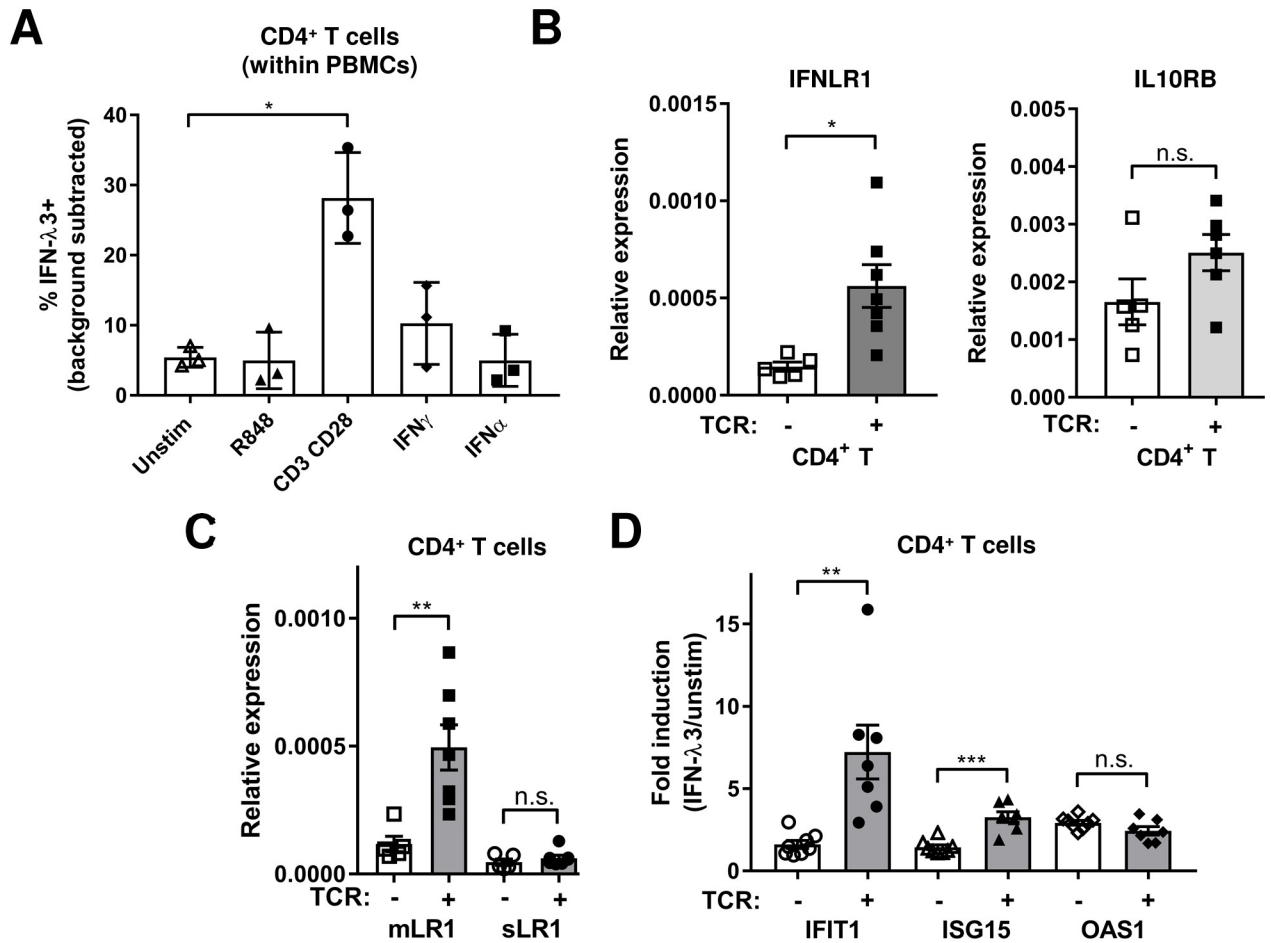 A
CD4⁺ T cells
(within PBMCs)
% IFN-λ3+
(background subtracted)
40
30
20
10
0
*
Unstim
R848
CD3 CD28
IFNγ
IFNα
B
IFNLR1
Relative expression
0.0015
0.0010
0.0005
0.0000
*
TCR: - +
CD4⁺ T
IL10RB
Relative expression
0.005
0.004
0.003
0.002
0.001
0.000
n.s.
TCR: - +
CD4⁺ T
C
CD4⁺ T cells
Relative expression
0.0010
0.0005
0.0000
**
n.s.
TCR: - + - +
mLR1 sLR1
D
CD4⁺ T cells
Fold induction
(IFN-λ3/unstim)
15
10
5
0
**
***
n.s.
TCR: - + - + - +
IFIT1 ISG15 OAS1